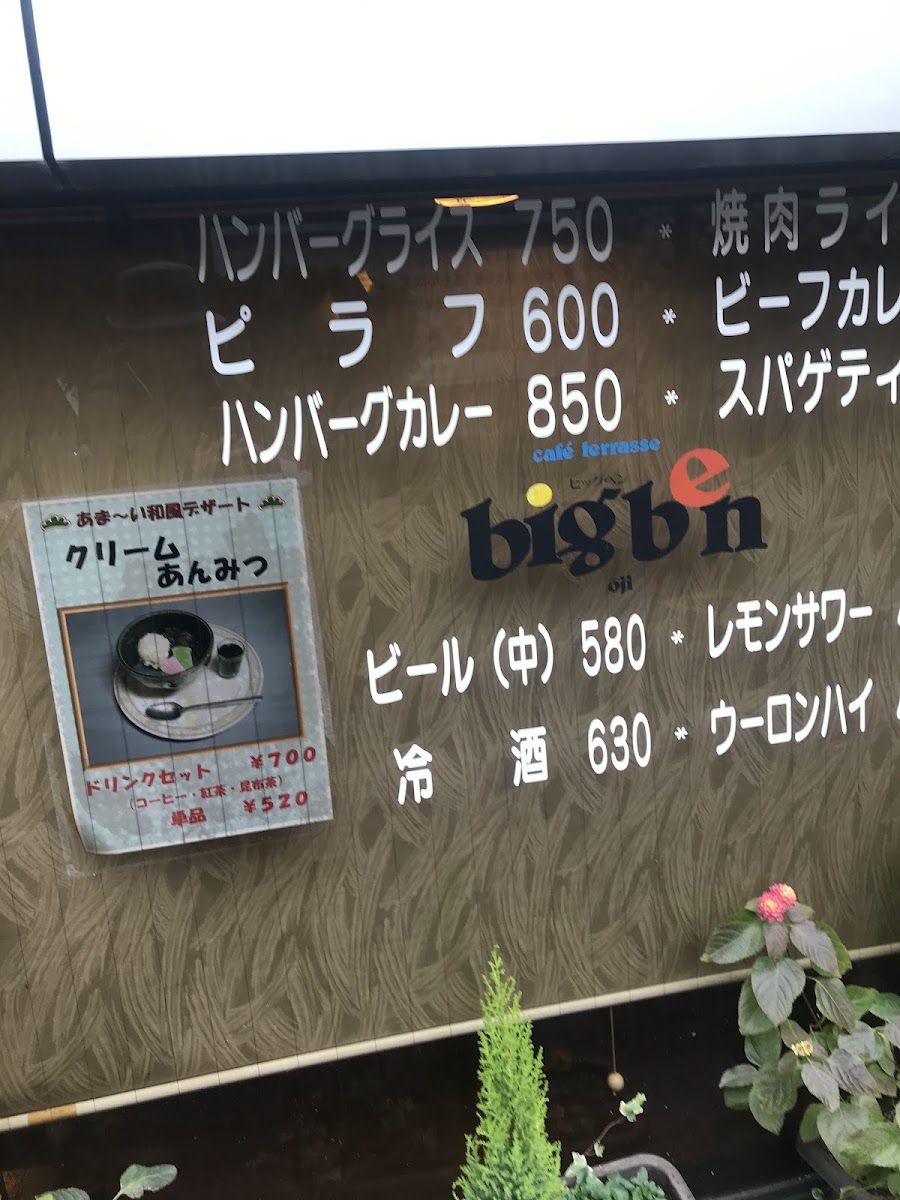 ハンバーグライス 750 * 焼肉ライ
ピラフ 600 * ビーフカレ
ハンバーグカレー 850 * スパゲティ
café terrasse
ビッグベン
bigben
oji
あま〜い和風デザート
クリーム
あんみつ
ドリンクセット ¥700
(コーヒー・紅茶・昆布茶)
単品 ¥520
ビール(中) 580 * レモンサワー
冷酒 630 * ウーロンハイ